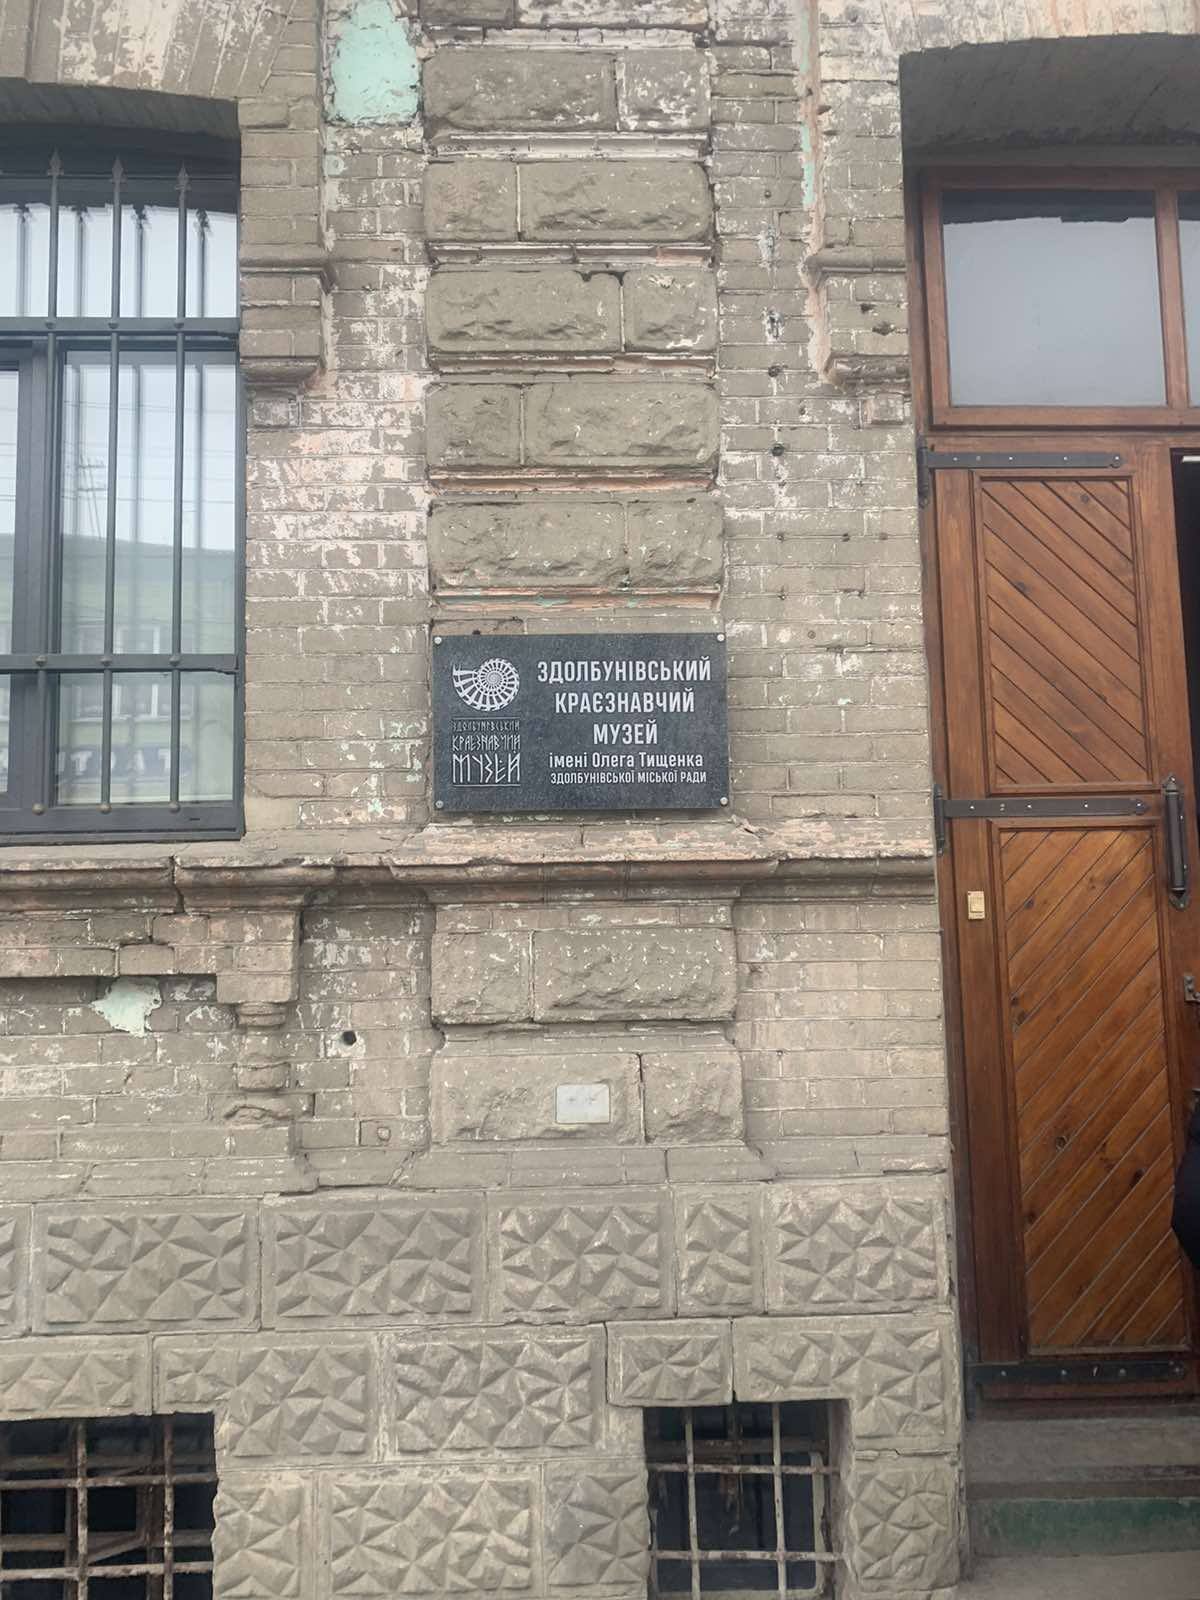 ЗДОЛБУНІВСЬКИЙ
КРАЄЗНАВЧИЙ
МУЗЕЙ
імені Олега Тищенка
ЗДОЛБУНІВСЬКОЇ МІСЬКОЇ РАДИ
ЗДОЛБУНІВСЬКИЙ
КРАЄЗНАВЧИЙ
МУЗЕЙ